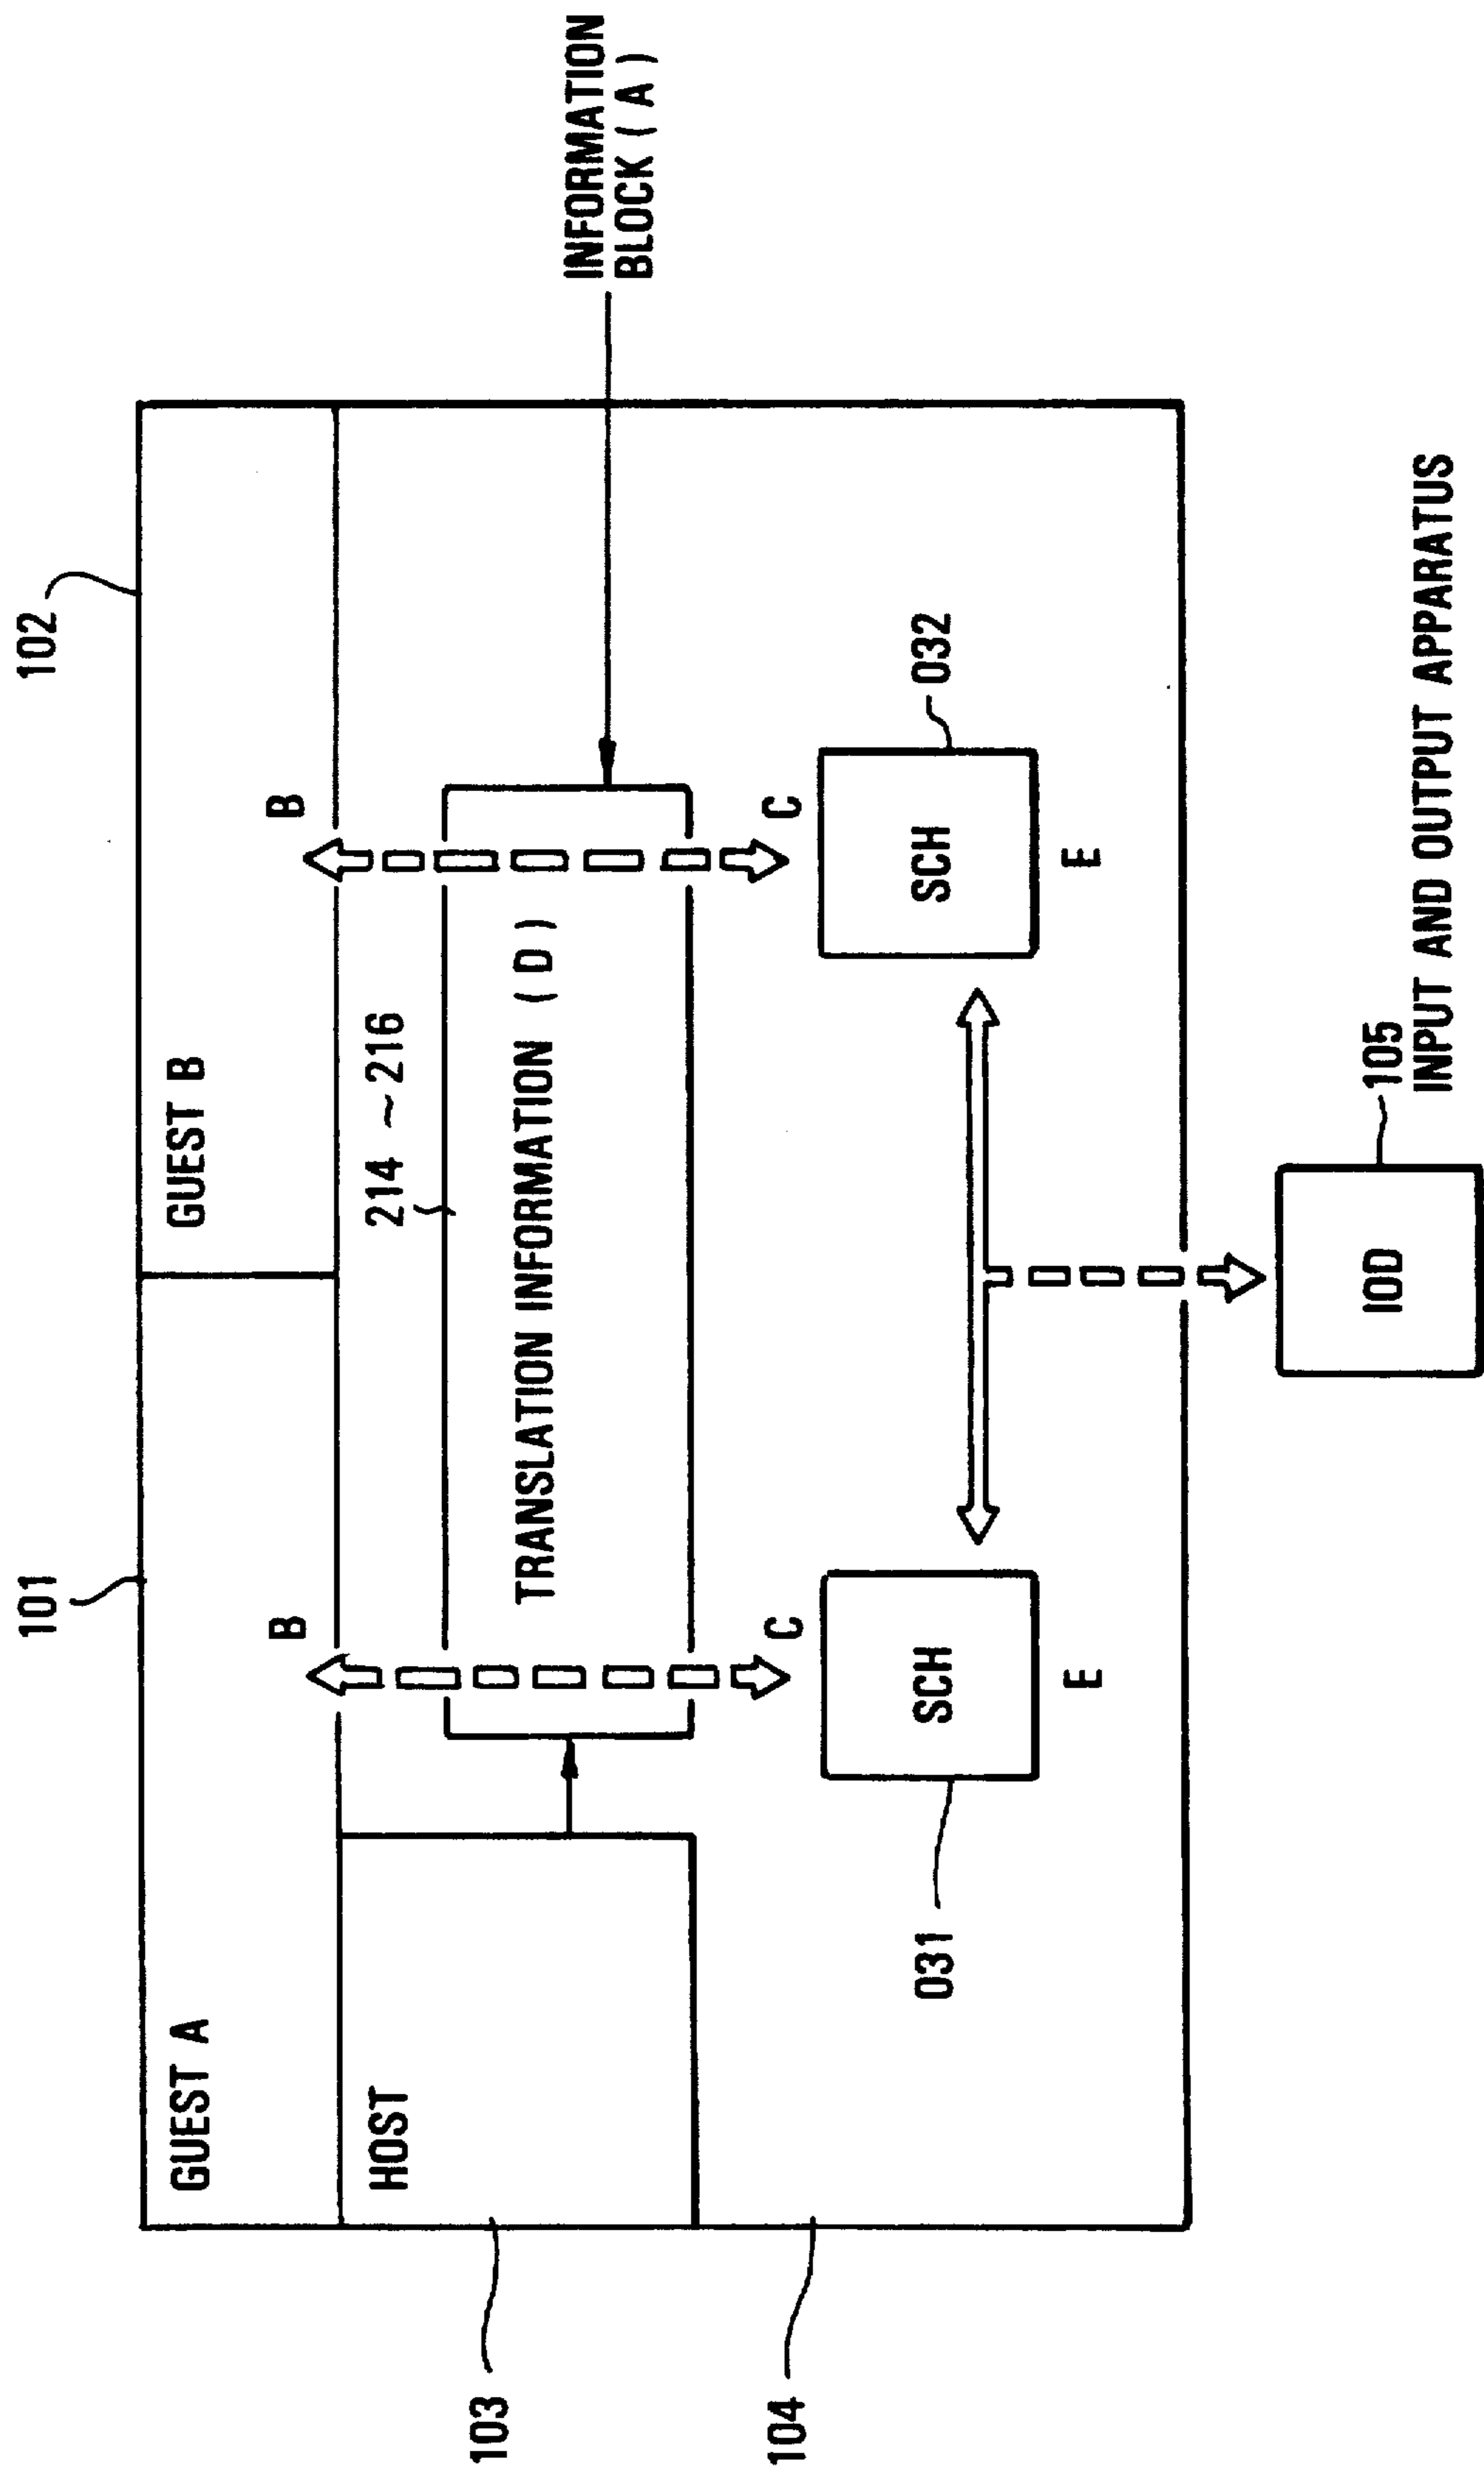 101
102
GUEST A
GUEST B
B
B
HOST
214 ~216
TRANSLATION INFORMATION ( D )
INFORMATION
BLOCK ( A )
103
C
C
104
SCH
SCH
031
032
E
E
IOD
105
INPUT AND OUTPUT APPARATUS